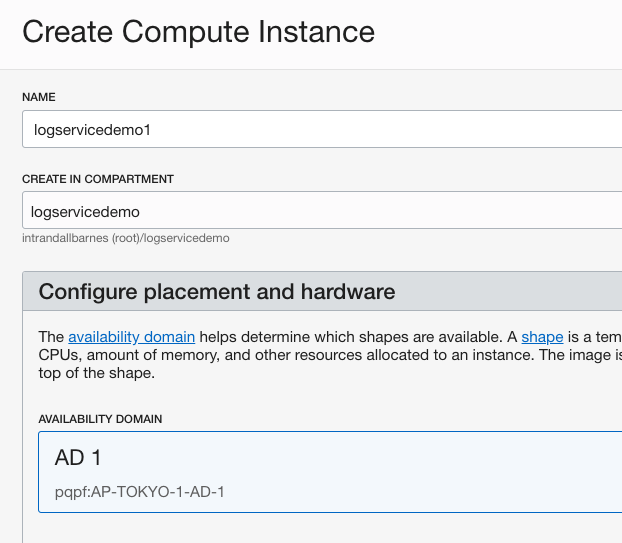 Create Compute Instance
NAME
logservicedemo1
CREATE IN COMPARTMENT
logservicedemo
intrandallbarnes (root)/logservicedemo
Configure placement and hardware
The availability domain helps determine which shapes are available. A shape is a tem
CPUs, amount of memory, and other resources allocated to an instance. The image is
top of the shape.
AVAILABILITY DOMAIN
AD 1
pqpf:AP-TOKYO-1-AD-1